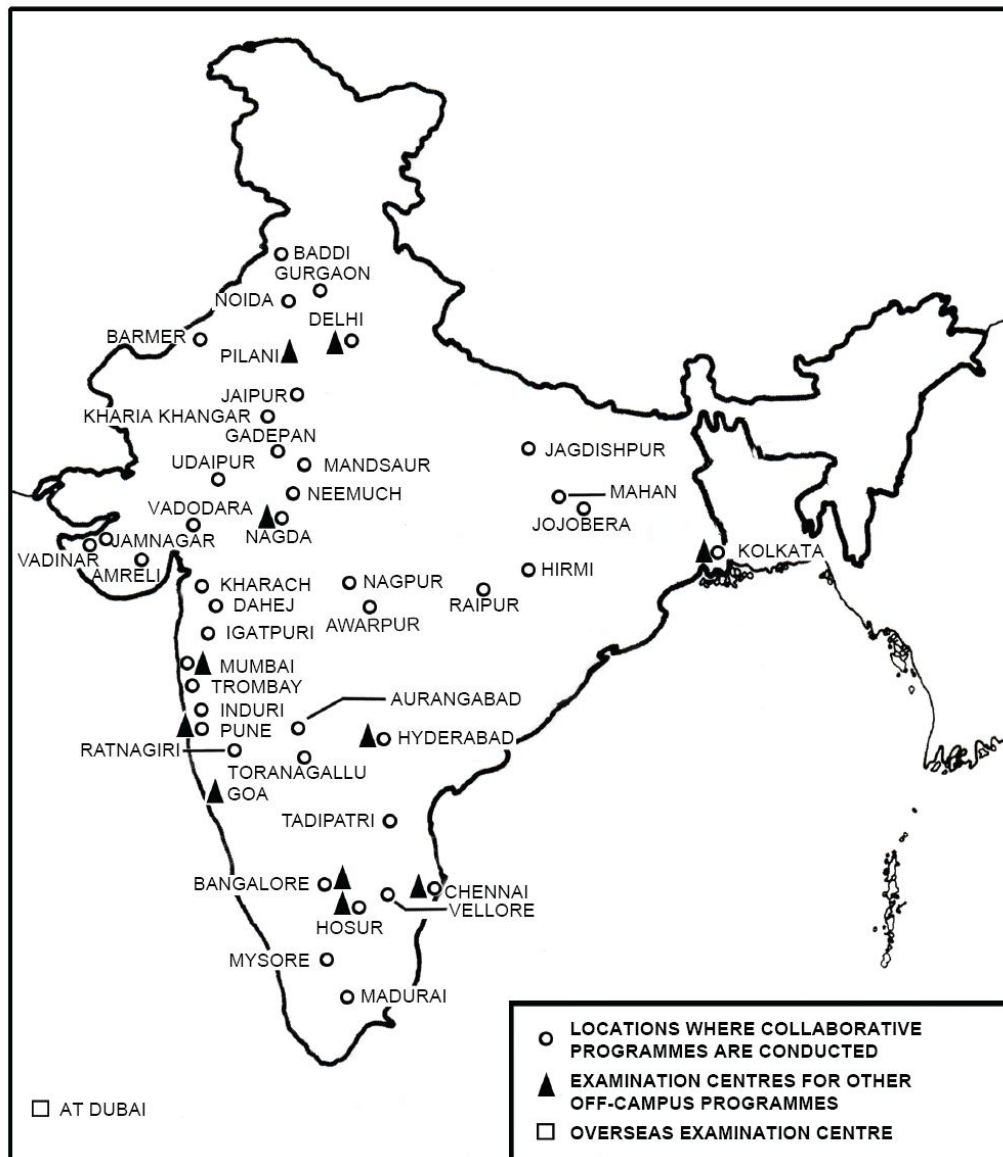 BADDI
GURGAON
NOIDA
DELHI
BARMER
PILANI
JAIPUR
KHARIA KHANGAR
GADEPAN
JAGDISHPUR
UDAIPUR
MANDSAUR
NEEMUCH
MAHAN
VADODARA
JOJOBERA
NAGDA
JAMNAGAR
VADINAR
KOLKATA
AMRELI
HIRMI
KHARACH
NAGPUR
DAHEJ
RAIPUR
AWARPUR
IGATPURI
MUMBAI
TROMBAY
AURANGABAD
INDURI
PUNE
HYDERABAD
RATNAGIRI
TORANAGALLU
GOA
TADIPATRI
BANGALORE
CHENNAI
VELLORE
HOSUR
MYSORE
MADURAI
LOCATIONS WHERE COLLABORATIVE
PROGRAMMES ARE CONDUCTED
EXAMINATION CENTRES FOR OTHER
OFF-CAMPUS PROGRAMMES
OVERSEAS EXAMINATION CENTRE
AT DUBAI